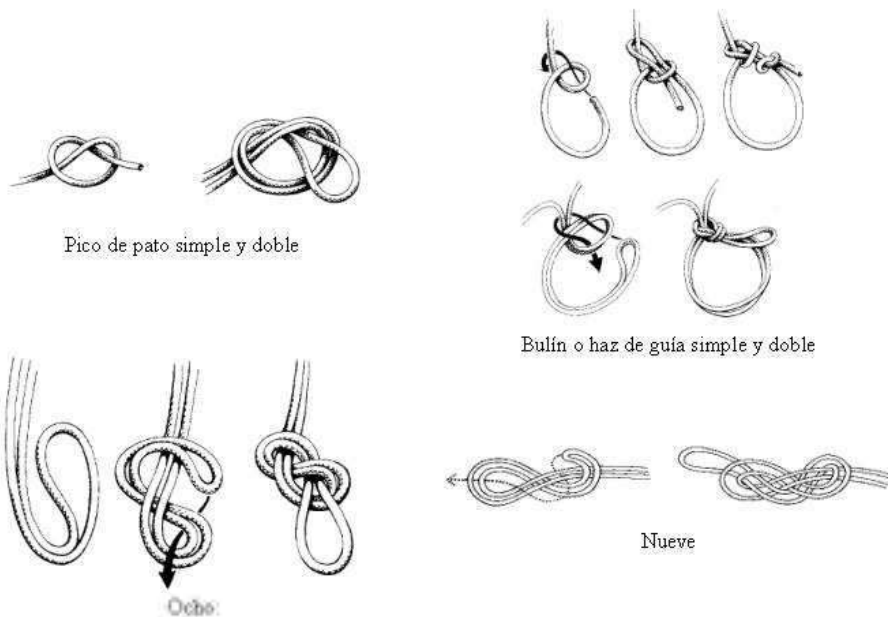 Pico de pato simple y doble
Bulín o haz de guía simple y doble
Ocho:
Nueve